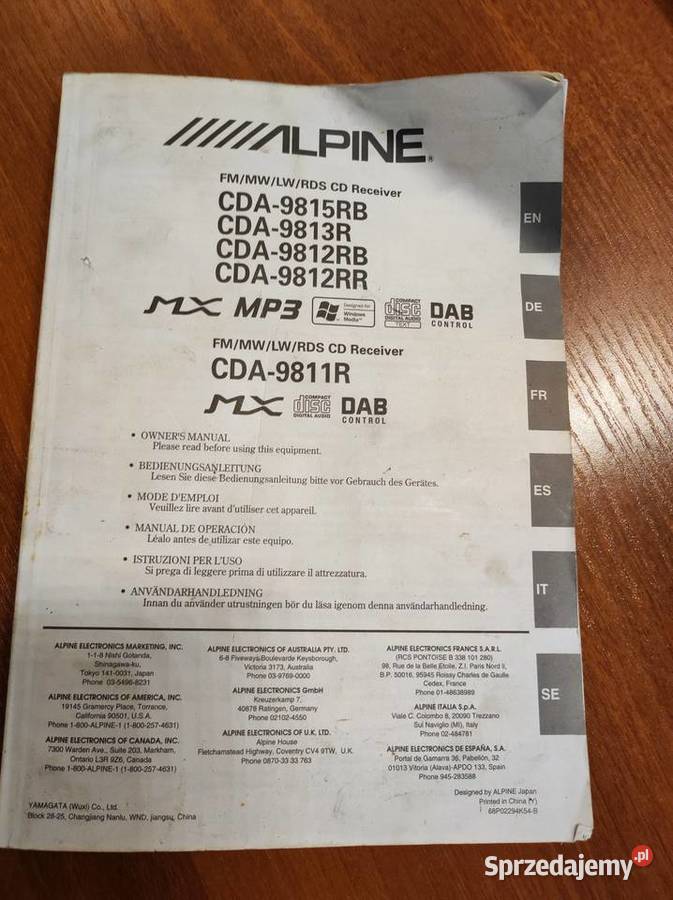 ALPINE®
FM/MW/LW/RDS CD Receiver
CDA-9815RB
CDA-9813R
CDA-9812RB
CDA-9812RR
MX MP3 Designed for Windows Media™ COMPACT disc DIGITAL AUDIO TEXT DAB CONTROL
FM/MW/LW/RDS CD Receiver
CDA-9811R
MX COMPACT disc DIGITAL AUDIO DAB CONTROL
• OWNER'S MANUAL
Please read before using this equipment.
• BEDIENUNGSANLEITUNG
Lesen Sie diese Bedienungsanleitung bitte vor Gebrauch des Gerätes.
• MODE D'EMPLOI
Veuillez lire avant d'utiliser cet appareil.
• MANUAL DE OPERACIÓN
Léalo antes de utilizar este equipo.
• ISTRUZIONI PER L'USO
Si prega di leggere prima di utilizzare il attrezzatura.
• ANVÄNDARHANDLEDNING
Innan du använder utrustningen bör du läsa igenom denna användarhandledning.
EN
DE
FR
ES
IT
SE
ALPINE ELECTRONICS MARKETING, INC.
1-1-8 Nishi Gotanda,
Shinagawa-ku,
Tokyo 141-0031, Japan
Phone 03-5496-8231
ALPINE ELECTRONICS OF AMERICA, INC.
19145 Gramercy Place, Torrance,
California 90501, U.S.A.
Phone 1-800-ALPINE-1 (1-800-257-4631)
ALPINE ELECTRONICS OF CANADA, INC.
7300 Warden Ave., Suite 203, Markham,
Ontario L3R 9Z6, Canada
Phone 1-800-ALPINE-1 (1-800-257-4631)
ALPINE ELECTRONICS OF AUSTRALIA PTY. LTD.
6-8 Fiveways Boulevarde Keysborough,
Victoria 3173, Australia
Phone 03-9769-0000
ALPINE ELECTRONICS GmbH
Kreuzerkamp 7,
40878 Ratingen, Germany
Phone 02102-4550
ALPINE ELECTRONICS OF U.K. LTD.
Alpine House
Fletchamstead Highway, Coventry CV4 9TW, U.K.
Phone 0870-33 33 763
ALPINE ELECTRONICS FRANCE S.A.R.L.
(RCS PONTOISE B 338 101 280)
98, Rue de la Belle Etoile, Z.I. Paris Nord II,
B.P. 50016, 95945 Roissy Charles de Gaulle
Cedex, France
Phone 01-48638989
ALPINE ITALIA S.p.A.
Viale C. Colombo 8, 20090 Trezzano
Sul Naviglio (MI), Italy
Phone 02-484781
ALPINE ELECTRONICS DE ESPAÑA, S.A.
Portal de Gamarra 36, Pabellón, 32
01013 Vitoria (Alava)-APDO 133, Spain
Phone 945-283588
YAMAGATA (Wuxi) Co., Ltd.
Block 28-25, Changjiang Nanlu, WND, jiangsu, China
Designed by ALPINE Japan
Printed in China (Y)
68P02294K54-B
Sprzedajemy.pl